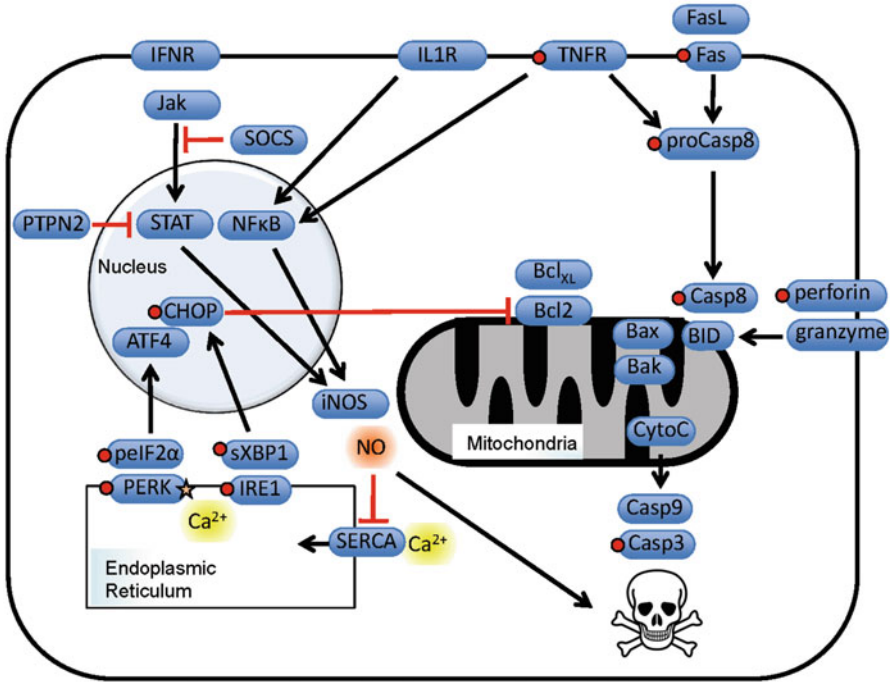 FasL
IFNR
IL1R
TNFR
Fas
Jak
SOCS
proCasp8
PTPN2
STAT
NFκB
Nucleus
BclXL
Casp8
perforin
CHOP
Bcl2
ATF4
Bax
BID
granzyme
Bak
iNOS
CytoC
Mitochondria
NO
peIF2α
sXBP1
PERK
IRE1
Ca2+
Casp9
SERCA
Ca2+
Casp3
Endoplasmic
Reticulum